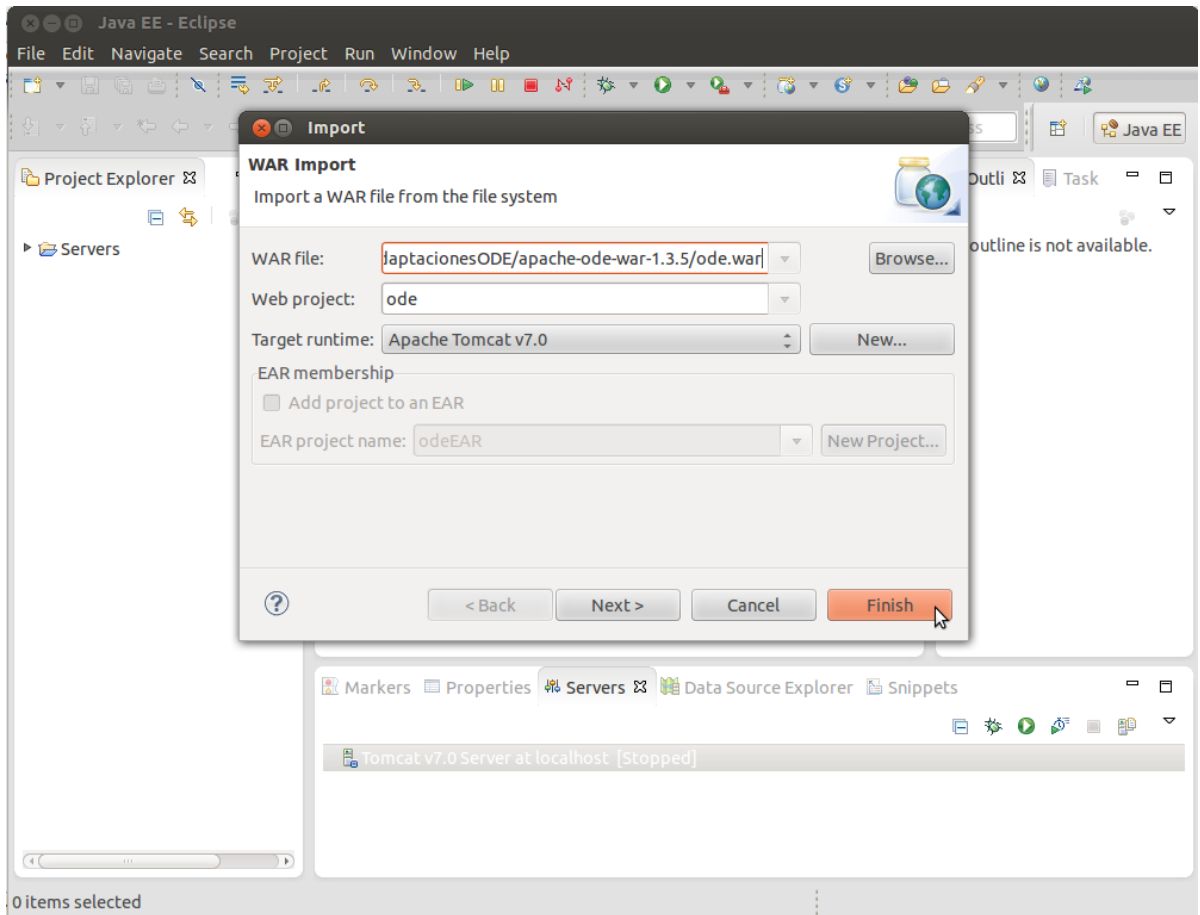 Java EE - Eclipse
File Edit Navigate Search Project Run Window Help
Java EE
Project Explorer
Servers
Import
WAR Import
Import a WAR file from the file system
WAR file: daptacionesODE/apache-ode-war-1.3.5/ode.war Browse...
Web project: ode
Target runtime: Apache Tomcat v7.0 New...
EAR membership
Add project to an EAR
EAR project name: odeEAR New Project...
< Back Next > Cancel Finish
Outli Task
outline is not available.
Markers Properties Servers Data Source Explorer Snippets
Tomcat v7.0 Server at localhost [Stopped]
0 items selected